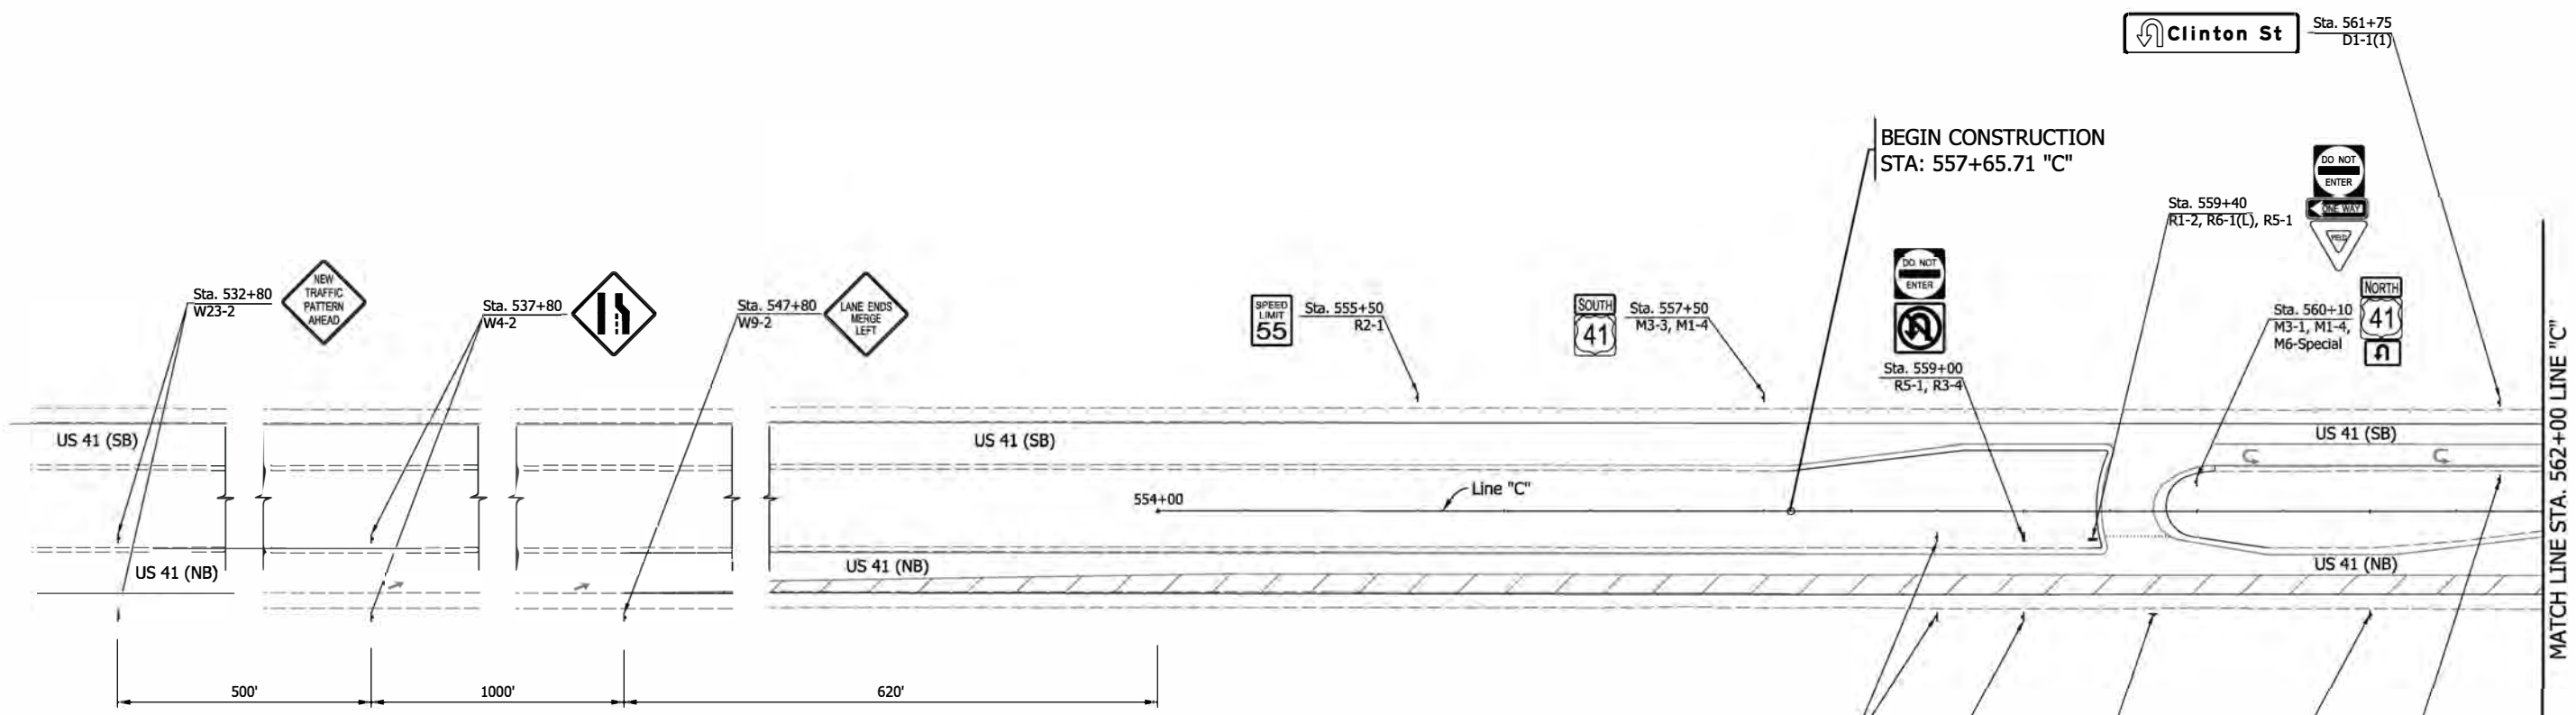 Clinton St
Sta. 561+75
D1-1(1)
BEGIN CONSTRUCTION
STA: 557+65.71 "C"
DO NOT
ENTER
ONE WAY
YIELD
Sta. 559+40
R1-2, R6-1(L), R5-1
Sta. 532+80
W23-2
NEW
TRAFFIC
PATTERN
AHEAD
Sta. 537+80
W4-2
Sta. 547+80
W9-2
LANE ENDS
MERGE
LEFT
SPEED
LIMIT
55
Sta. 555+50
R2-1
SOUTH
41
Sta. 557+50
M3-3, M1-4
DO NOT
ENTER
Sta. 559+00
R5-1, R3-4
Sta. 560+10
M3-1, M1-4,
M6-Special
NORTH
41
US 41 (SB)
US 41 (SB)
US 41 (SB)
554+00
Line "C"
US 41 (NB)
US 41 (NB)
US 41 (NB)
500'
1000'
620'
MATCH LINE STA. 562+00 LINE "C"